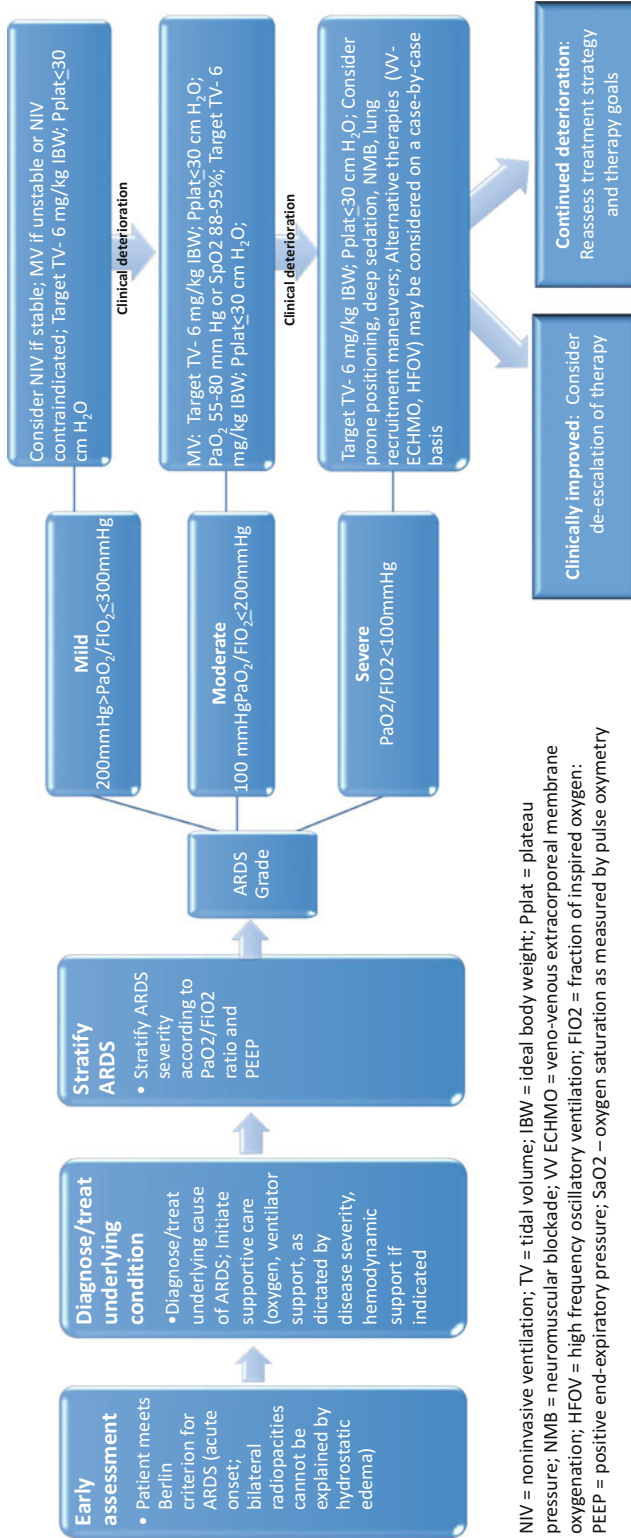 Early
assessment
• Patient meets
Berlin
criterion for
ARDS (acute
onset;
bilateral
radiopacities
cannot be
explained by
hydrostatic
edema)
Diagnose/treat
underlying
condition
•Diagnose/treat
underlying cause
of ARDS; Initiate
supportive care
(oxygen, ventilator
support, as
dictated by
disease severity,
hemodynamic
support if
indicated
Stratify
ARDS
• Stratify ARDS
severity
according to
PaO2/FiO2
ratio and
PEEP
ARDS
Grade
Mild
200mmHg>PaO₂/FIO₂≤300mmHg
Consider NIV if stable; MV if unstable or NIV
contraindicated; Target TV- 6 mg/kg IBW; Pplat≤30
cm H₂O
Clinical deterioration
Moderate
100 mmHgPaO₂/FIO₂≤200mmHg
MV: Target TV- 6 mg/kg IBW; Pplat≤30 cm H₂O;
PaO₂ 55-80 mm Hg or SpO2 88-95%; Target TV- 6
mg/kg IBW, Pplat≤30 cm H₂O;
Clinical deterioration
Severe
PaO2/FIO2<100mmHg
Target TV- 6 mg/kg IBW; Pplat≤30 cm H₂O; Consider
prone positioning, deep sedation, NMB, lung
recruitment maneuvers; Alternative therapies (VV-
ECHMO, HFOV) may be considered on a case-by-case
basis
Clinically improved: Consider
de-escalation of therapy
Continued deterioration:
Reassess treatment strategy
and therapy goals
NIV = noninvasive ventilation; TV = tidal volume; IBW = ideal body weight; Pplat = plateau
pressure; NMB = neuromuscular blockade; VV ECHMO = veno-venous extracorporeal membrane
oxygenation; HFOV = high frequency oscillatory ventilation; FIO2 = fraction of inspired oxygen:
PEEP = positive end-expiratory pressure; SaO2 – oxygen saturation as measured by pulse oxymetry